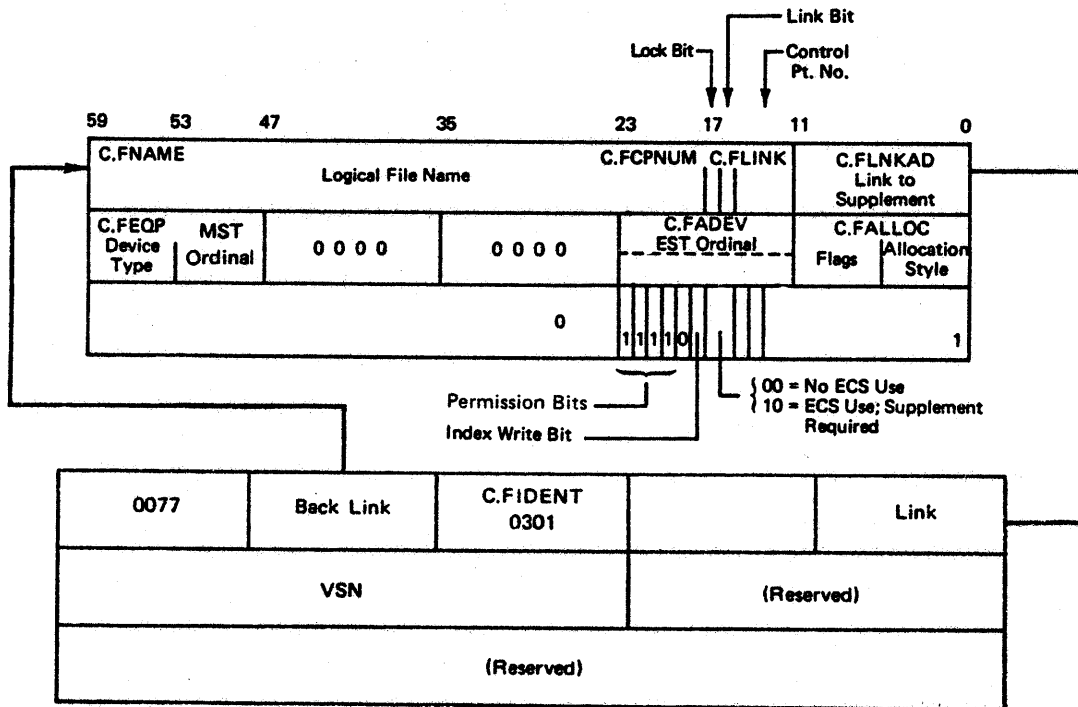 Link Bit
Lock Bit
Control
Pt. No.
59 53 47 35 23 17 11 0
C.FNAME
Logical File Name
C.FCPNUM C.FLINK
C.FLNKAD
Link to
Supplement
C.FEQP
Device
Type
MST
Ordinal
0 0 0 0
0 0 0 0
C.FADEV
EST Ordinal
C.FALLOC
Flags
Allocation
Style
0
1 1 1 1 0
1
Permission Bits
Index Write Bit
00 = No ECS Use
10 = ECS Use; Supplement
Required
0077
Back Link
C.FIDENT
0301
Link
VSN
(Reserved)
(Reserved)